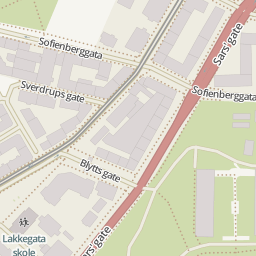 Sofienberggata
Sars' gate
Sverdrups gate
Sofienberggata
Blytts gate
Lakkegata
skole
Sars' gate